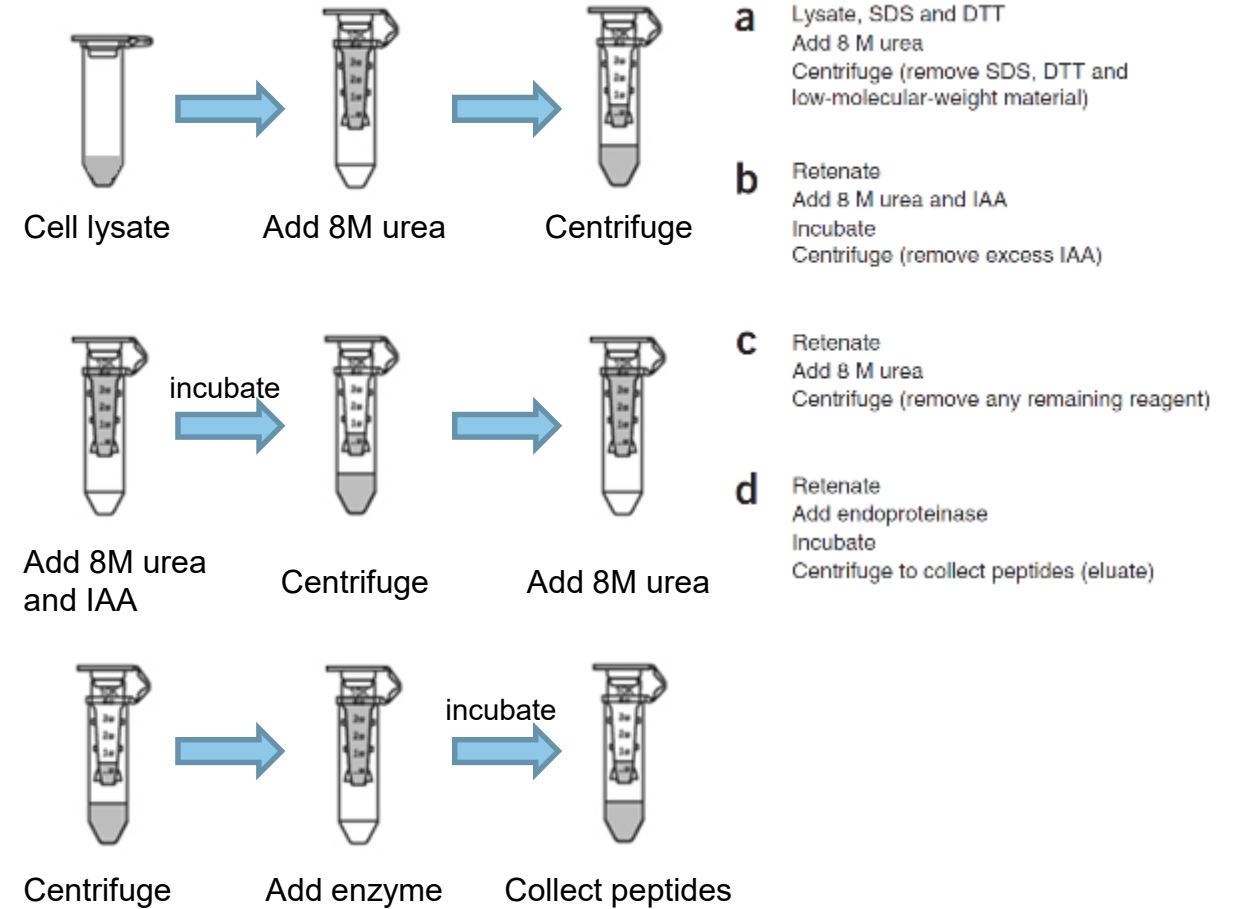 Cell lysate
Add 8M urea
Centrifuge
incubate
Add 8M urea
and IAA
Centrifuge
Add 8M urea
incubate
Centrifuge
Add enzyme
Collect peptides
a
Lysate, SDS and DTT
Add 8 M urea
Centrifuge (remove SDS, DTT and
low-molecular-weight material)
b
Retenate
Add 8 M urea and IAA
Incubate
Centrifuge (remove excess IAA)
c
Retenate
Add 8 M urea
Centrifuge (remove any remaining reagent)
d
Retenate
Add endoproteinase
Incubate
Centrifuge to collect peptides (eluate)